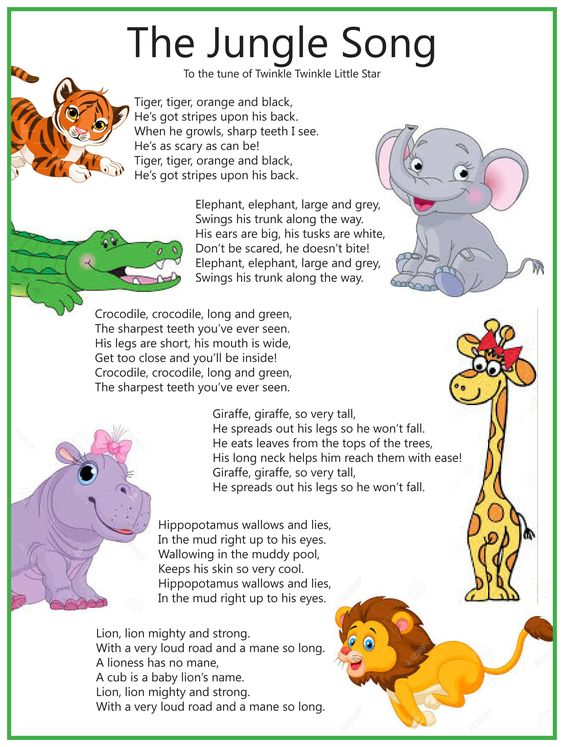 The Jungle Song
To the tune of Twinkle Twinkle Little Star
Tiger, tiger, orange and black,
He's got stripes upon his back.
When he growls, sharp teeth I see.
He's as scary as can be!
Tiger, tiger, orange and black,
He's got stripes upon his back.
Elephant, elephant, large and grey,
Swings his trunk along the way.
His ears are big, his tusks are white,
Don't be scared, he doesn't bite!
Elephant, elephant, large and grey,
Swings his trunk along the way.
Crocodile, crocodile, long and green,
The sharpest teeth you've ever seen.
His legs are short, his mouth is wide,
Get too close and you'll be inside!
Crocodile, crocodile, long and green,
The sharpest teeth you've ever seen.
Giraffe, giraffe, so very tall,
He spreads out his legs so he won't fall.
He eats leaves from the tops of the trees,
His long neck helps him reach them with ease!
Giraffe, giraffe, so very tall,
He spreads out his legs so he won't fall.
Hippopotamus wallows and lies,
In the mud right up to his eyes.
Wallowing in the muddy pool,
Keeps his skin so very cool.
Hippopotamus wallows and lies,
In the mud right up to his eyes.
Lion, lion mighty and strong.
With a very loud road and a mane so long.
A lioness has no mane,
A cub is a baby lion's name.
Lion, lion mighty and strong.
With a very loud road and a mane so long.